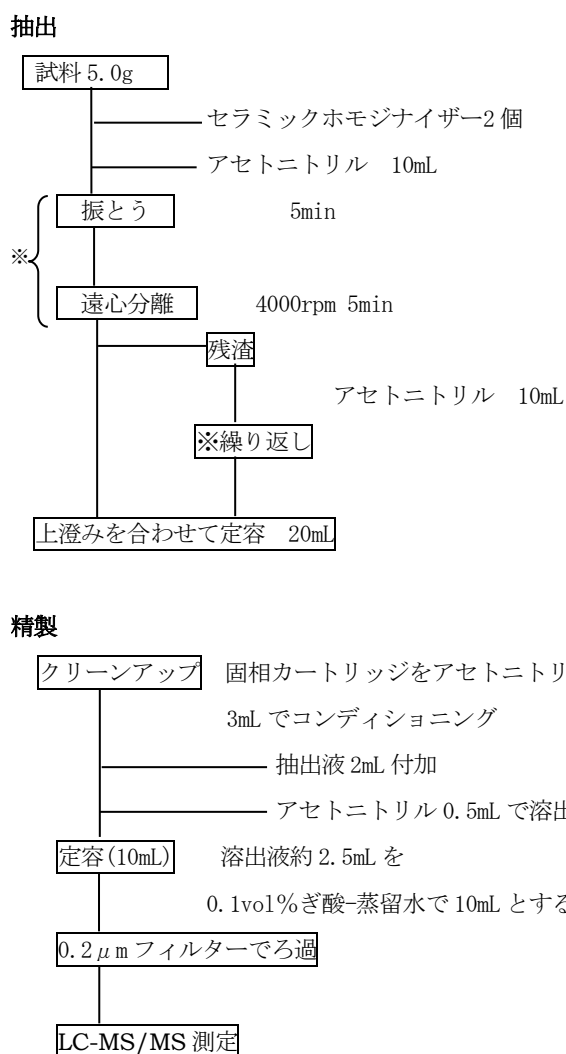 抽出
試料 5.0g
セラミックホモジナイザー2 個
アセトニトリル　10mL
振とう　5min
※
遠心分離　4000rpm 5min
残渣
アセトニトリル　10mL
※繰り返し
上澄みを合わせて定容　20mL
精製
クリーンアップ　固相カートリッジをアセトニトリ
3mL でコンディショニング
抽出液 2mL 付加
アセトニトリル 0.5mL で溶出
定容(10mL)　溶出液約 2.5mL を
0.1vol％ぎ酸-蒸留水で 10mL とする
0.2μm フィルターでろ過
LC-MS/MS 測定